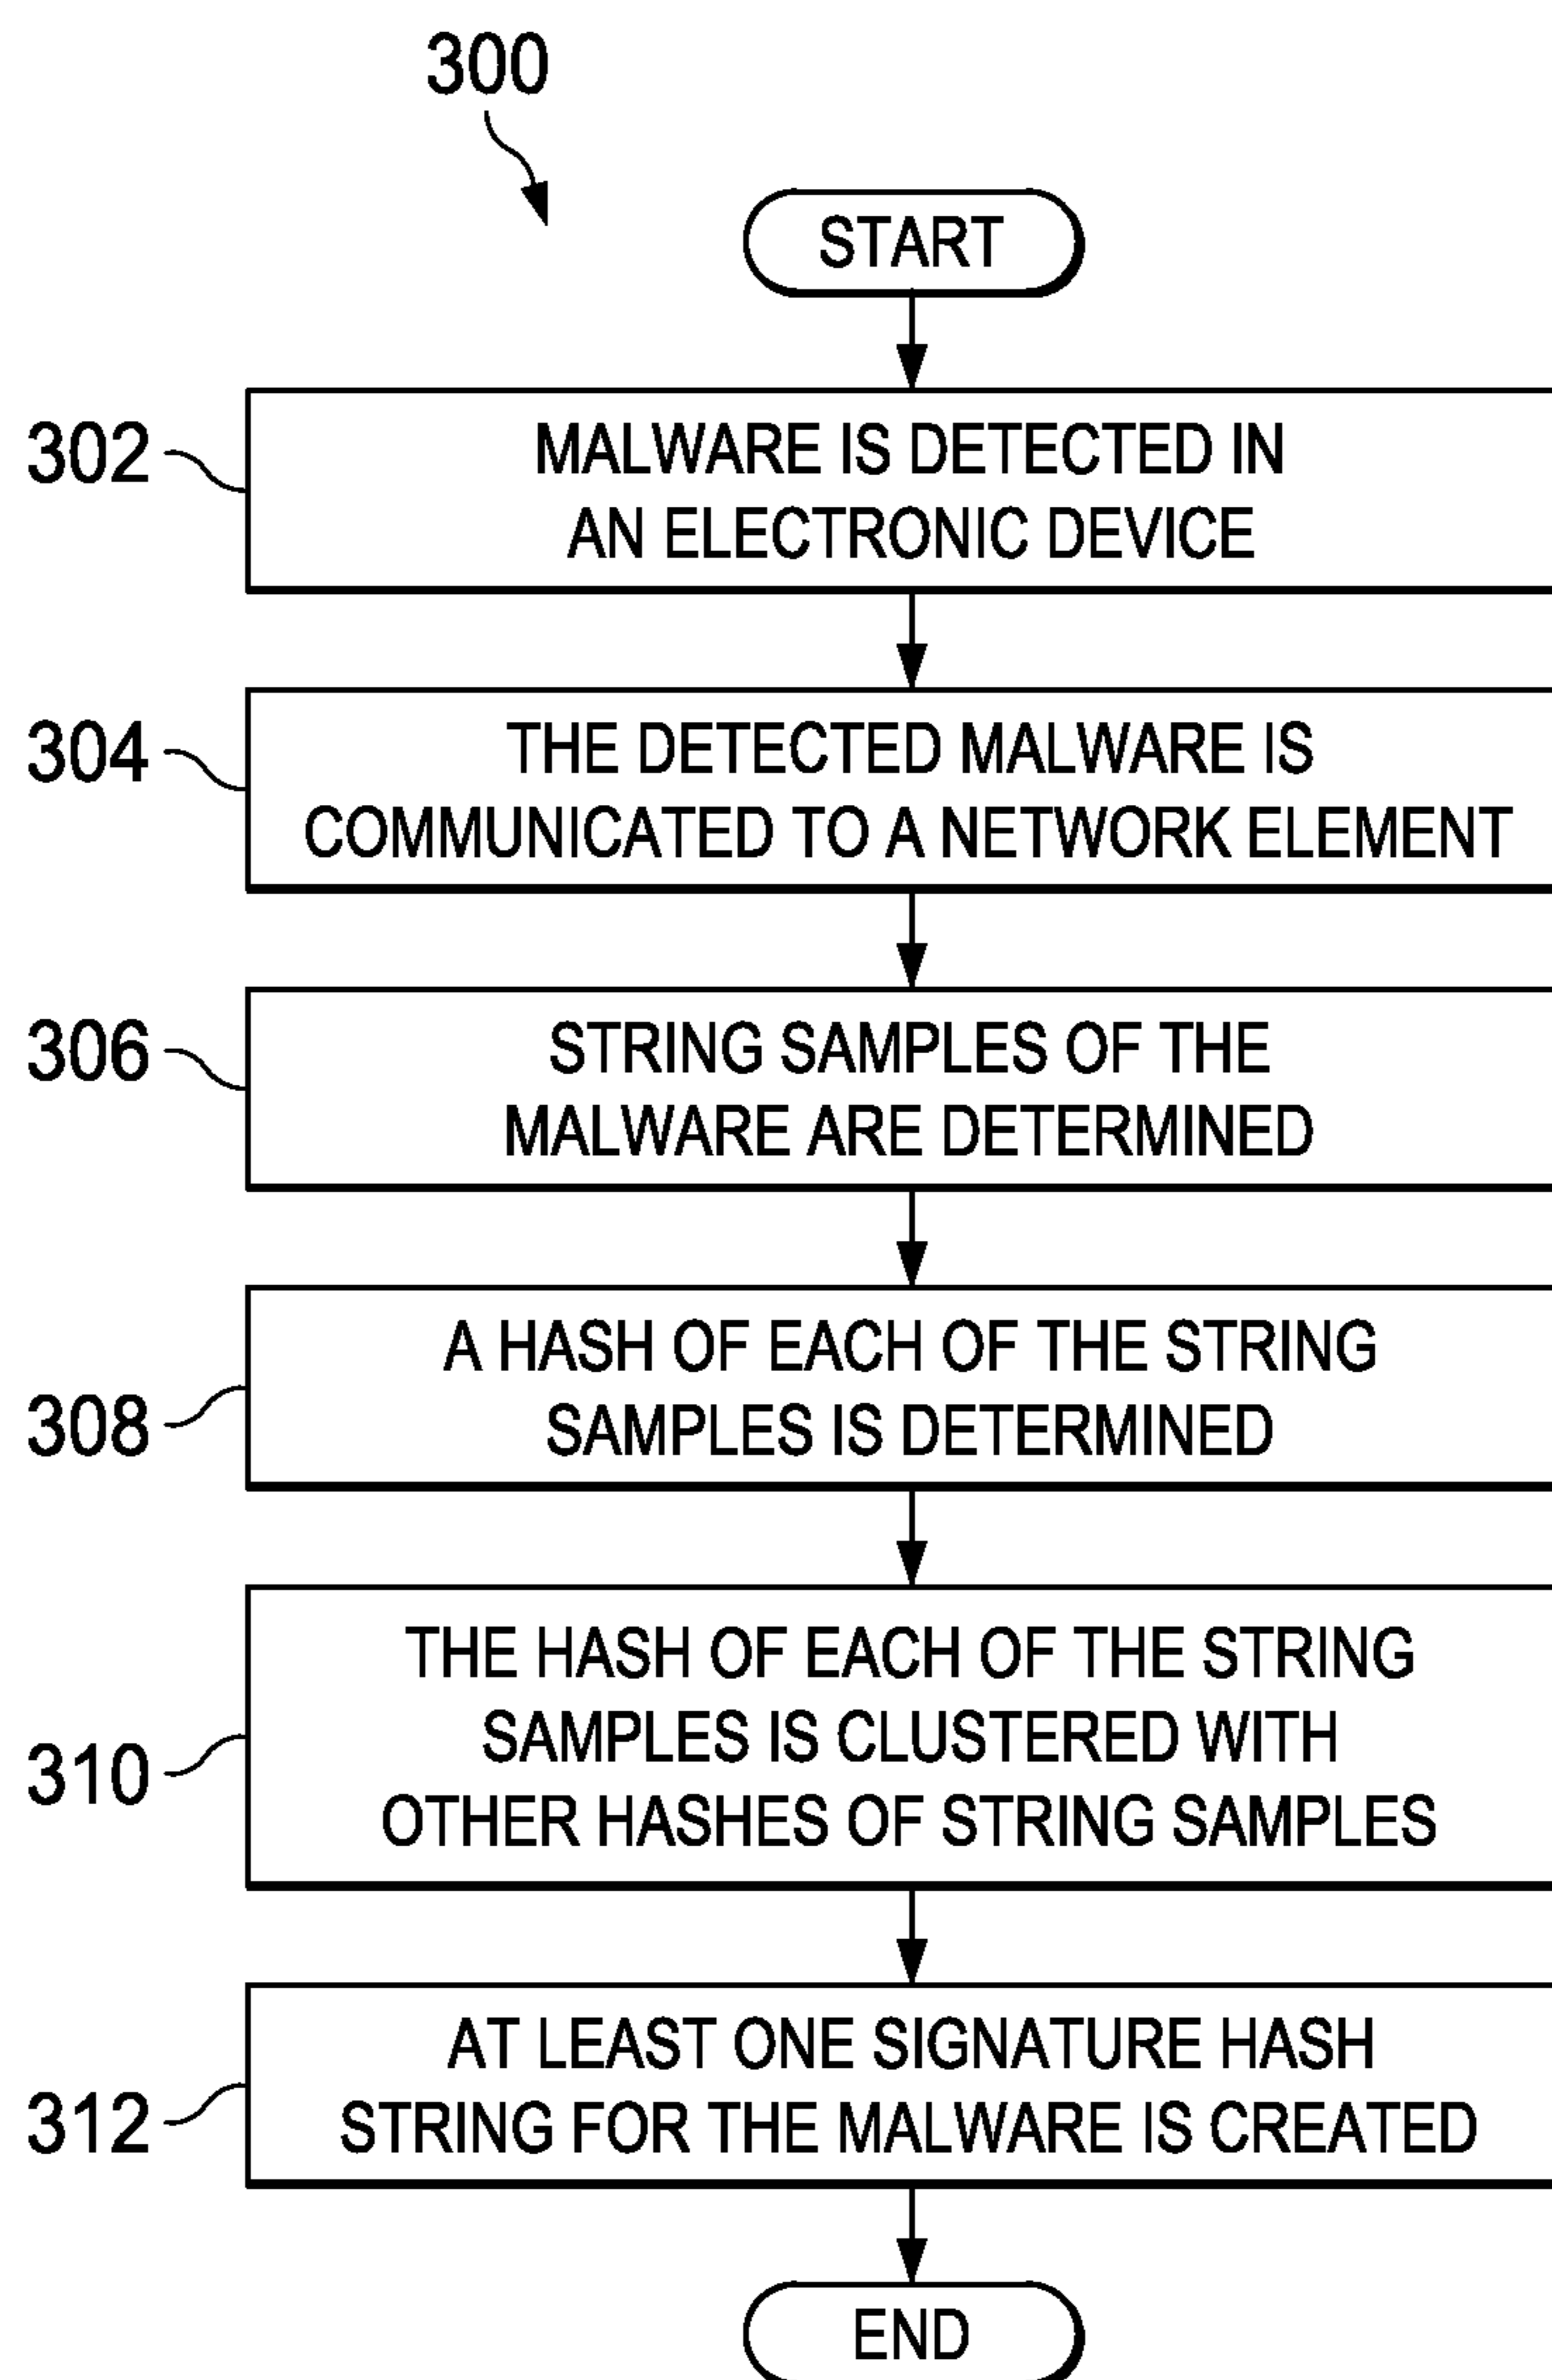 300
START
302
MALWARE IS DETECTED IN
AN ELECTRONIC DEVICE
304
THE DETECTED MALWARE IS
COMMUNICATED TO A NETWORK ELEMENT
306
STRING SAMPLES OF THE
MALWARE ARE DETERMINED
308
A HASH OF EACH OF THE STRING
SAMPLES IS DETERMINED
310
THE HASH OF EACH OF THE STRING
SAMPLES IS CLUSTERED WITH
OTHER HASHES OF STRING SAMPLES
312
AT LEAST ONE SIGNATURE HASH
STRING FOR THE MALWARE IS CREATED
END